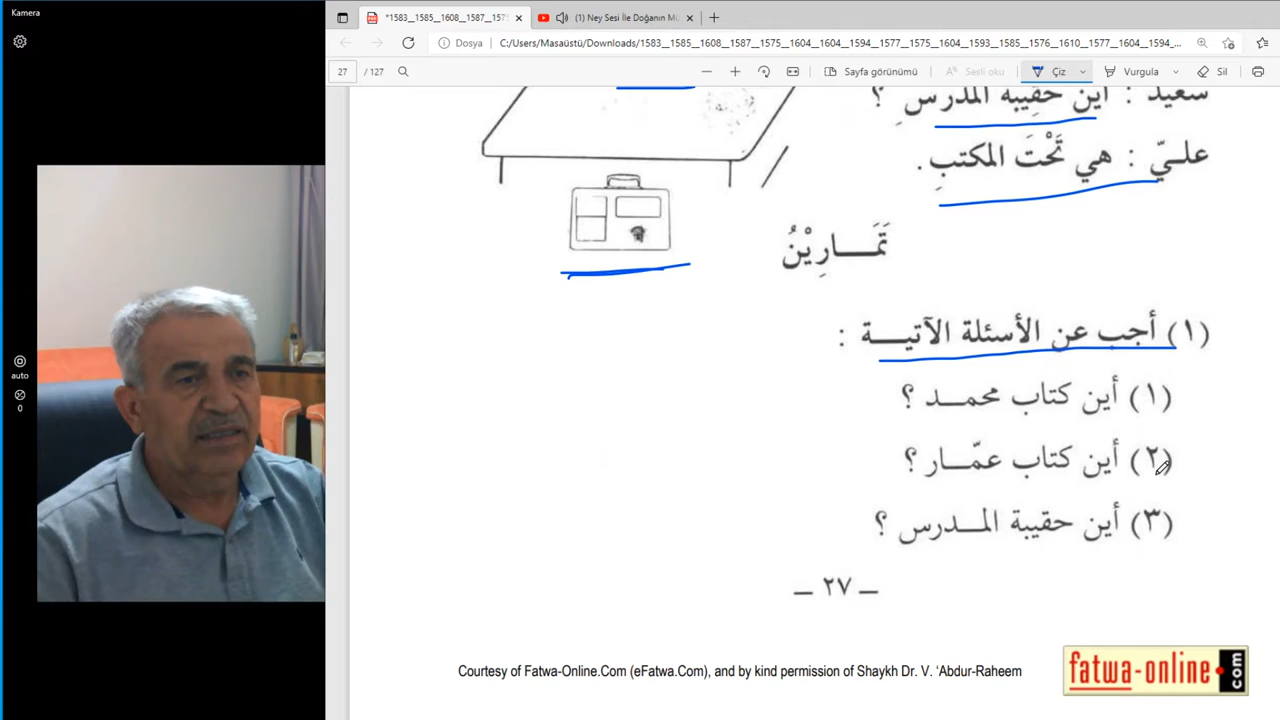 Kamera
*1583__1585__1608__1587__1575
(1) Ney Sesi İle Doğanın Mü
Dosya
C:/Users/Masaüstü/Downloads/1583__1585__1608__1587__1575__1604__1604__1594__1577__1575__1604__1593__1585__1576__1610__1577__1604__1594__...
27 / 127
Sayfa görünümü
Sesli oku
Çiz
Vurgula
Sil
auto
0
سعيد : أين حقيبة المدرسِ ؟
عليّ : هي تَحْتَ المكتبِ .
تَمَارِيْنُ
(١) أجب عن الأسئلة الآتية :
(١) أين كتاب محمد ؟
(٢) أين كتاب عمّار ؟
(٣) أين حقيبة المدرس ؟
– ٢٧ –
Courtesy of Fatwa-Online.Com (eFatwa.Com), and by kind permission of Shaykh Dr. V. ‘Abdur-Raheem
fatwa-online.com